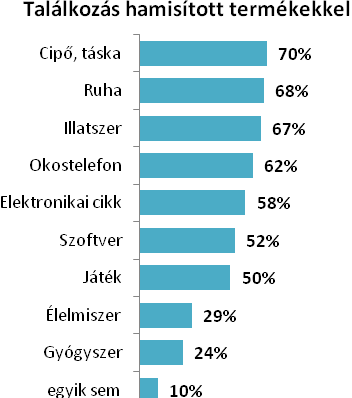 Találkozás hamisított termékekkel
Cipő, táska 70%
Ruha 68%
Illatszer 67%
Okostelefon 62%
Elektronikai cikk 58%
Szoftver 52%
Játék 50%
Élelmiszer 29%
Gyógyszer 24%
egyik sem 10%